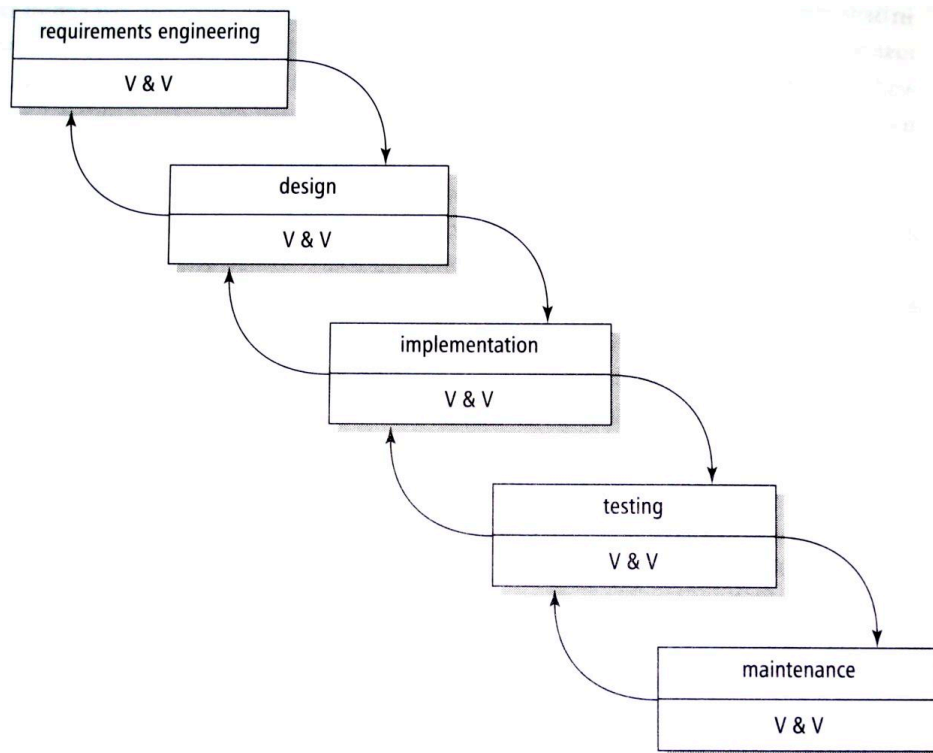 requirements engineering
V & V
design
V & V
implementation
V & V
testing
V & V
maintenance
V & V